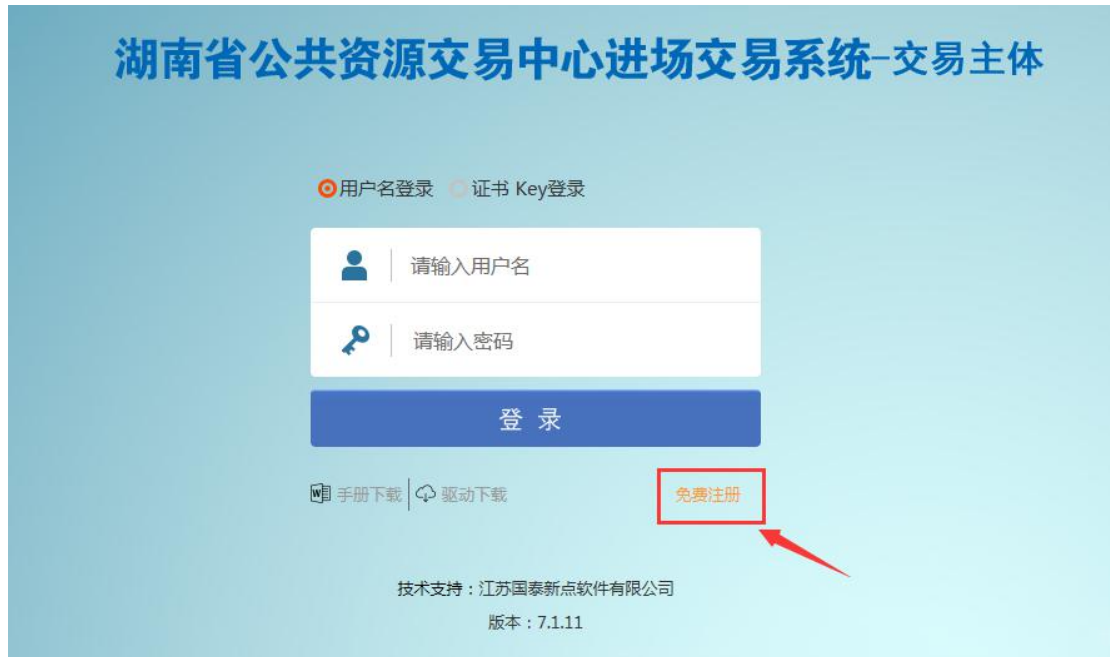 湖南省公共资源交易中心进场交易系统-交易主体
用户名登录 证书 Key登录
请输入用户名
请输入密码
登 录
手册下载 驱动下载 免费注册
技术支持：江苏国泰新点软件有限公司
版本：7.1.11